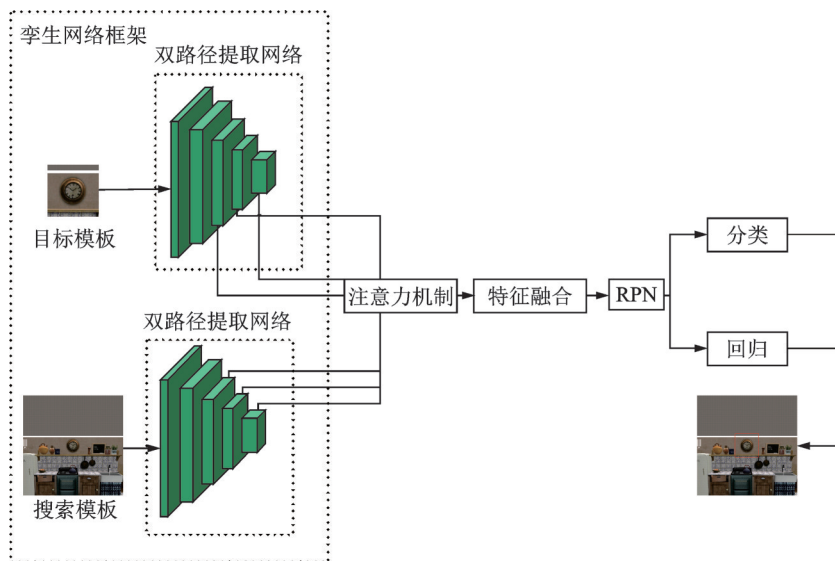 孪生网络框架
双路径提取网络
目标模板
双路径提取网络
搜索模板
注意力机制
特征融合
RPN
分类
回归